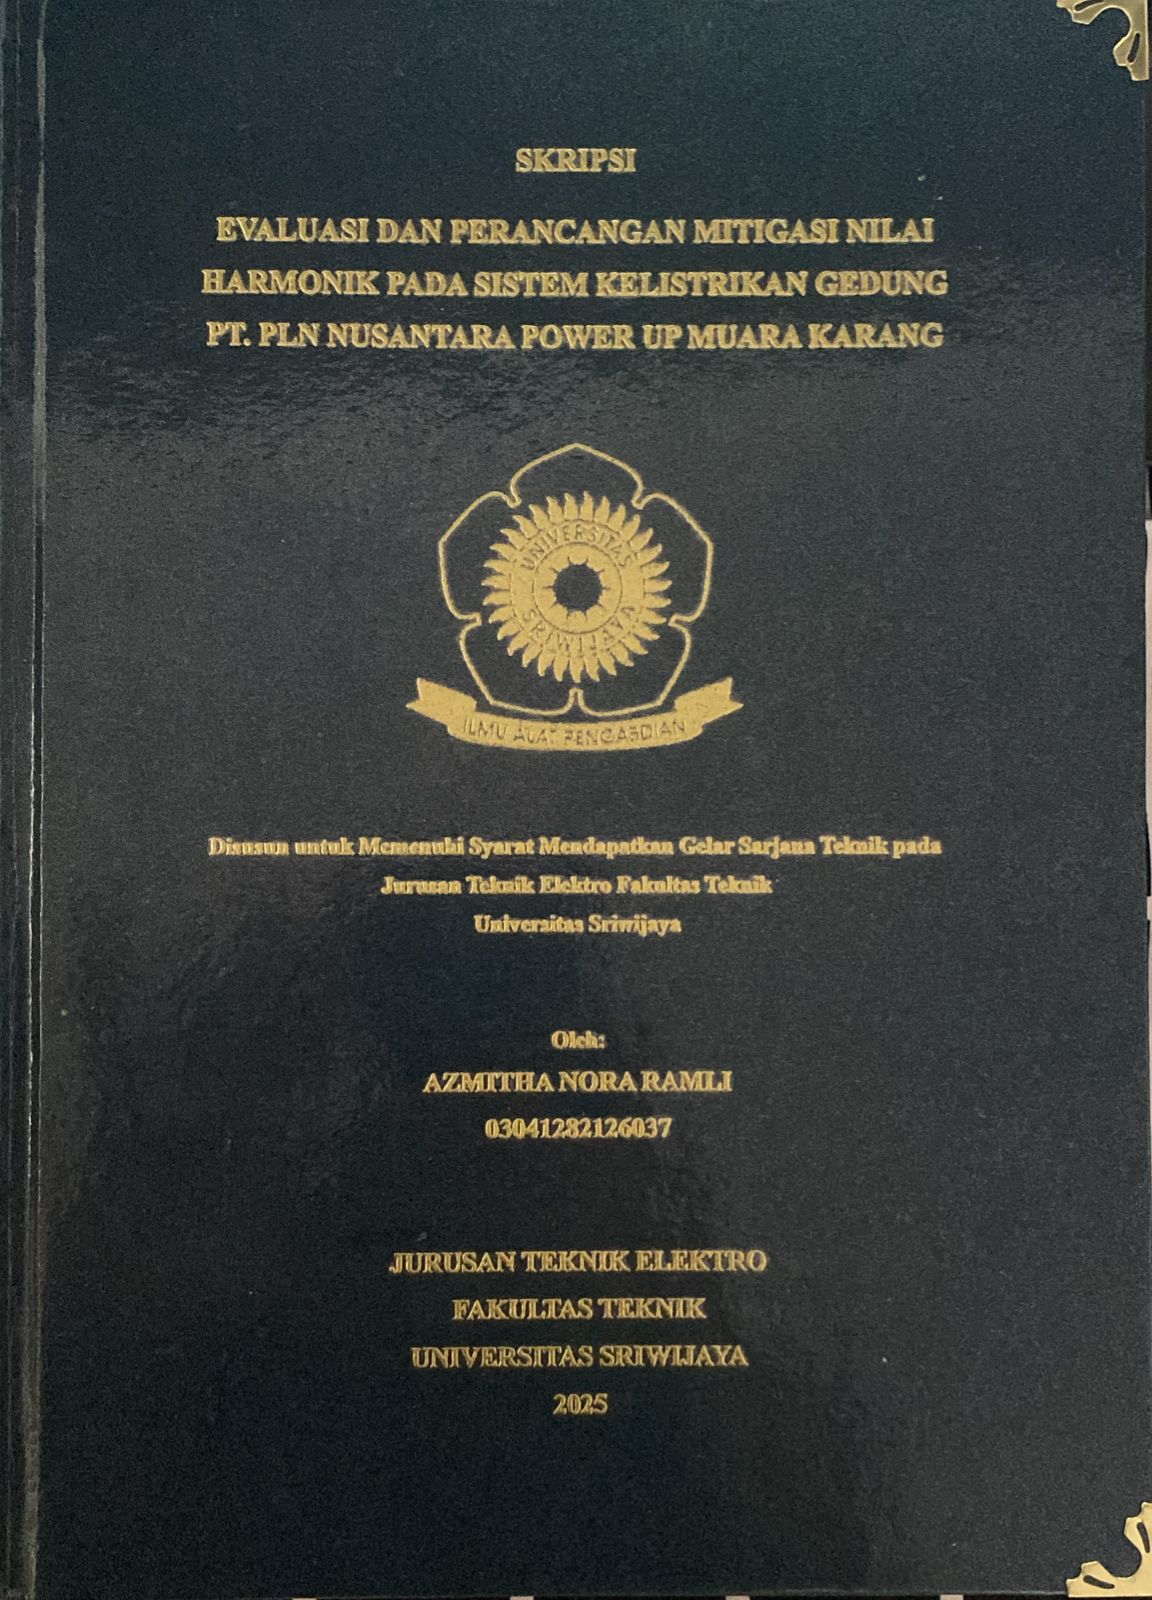 SKRIPSI
EVALUASI DAN PERANCANGAN MITIGASI NILAI
HARMONIK PADA SISTEM KELISTRIKAN GEDUNG
PT. PLN NUSANTARA POWER UP MUARA KARANG
UNIVERSITAS
SRIWIJAYA
ILMU ALAT PENGABDIAN
Disusun untuk Memenuhi Syarat Mendapatkan Gelar Sarjana Teknik pada
Jurusan Teknik Elektro Fakultas Teknik
Universitas Sriwijaya
Oleh:
AZMITHA NORA RAMLI
03041282126037
JURUSAN TEKNIK ELEKTRO
FAKULTAS TEKNIK
UNIVERSITAS SRIWIJAYA
2025